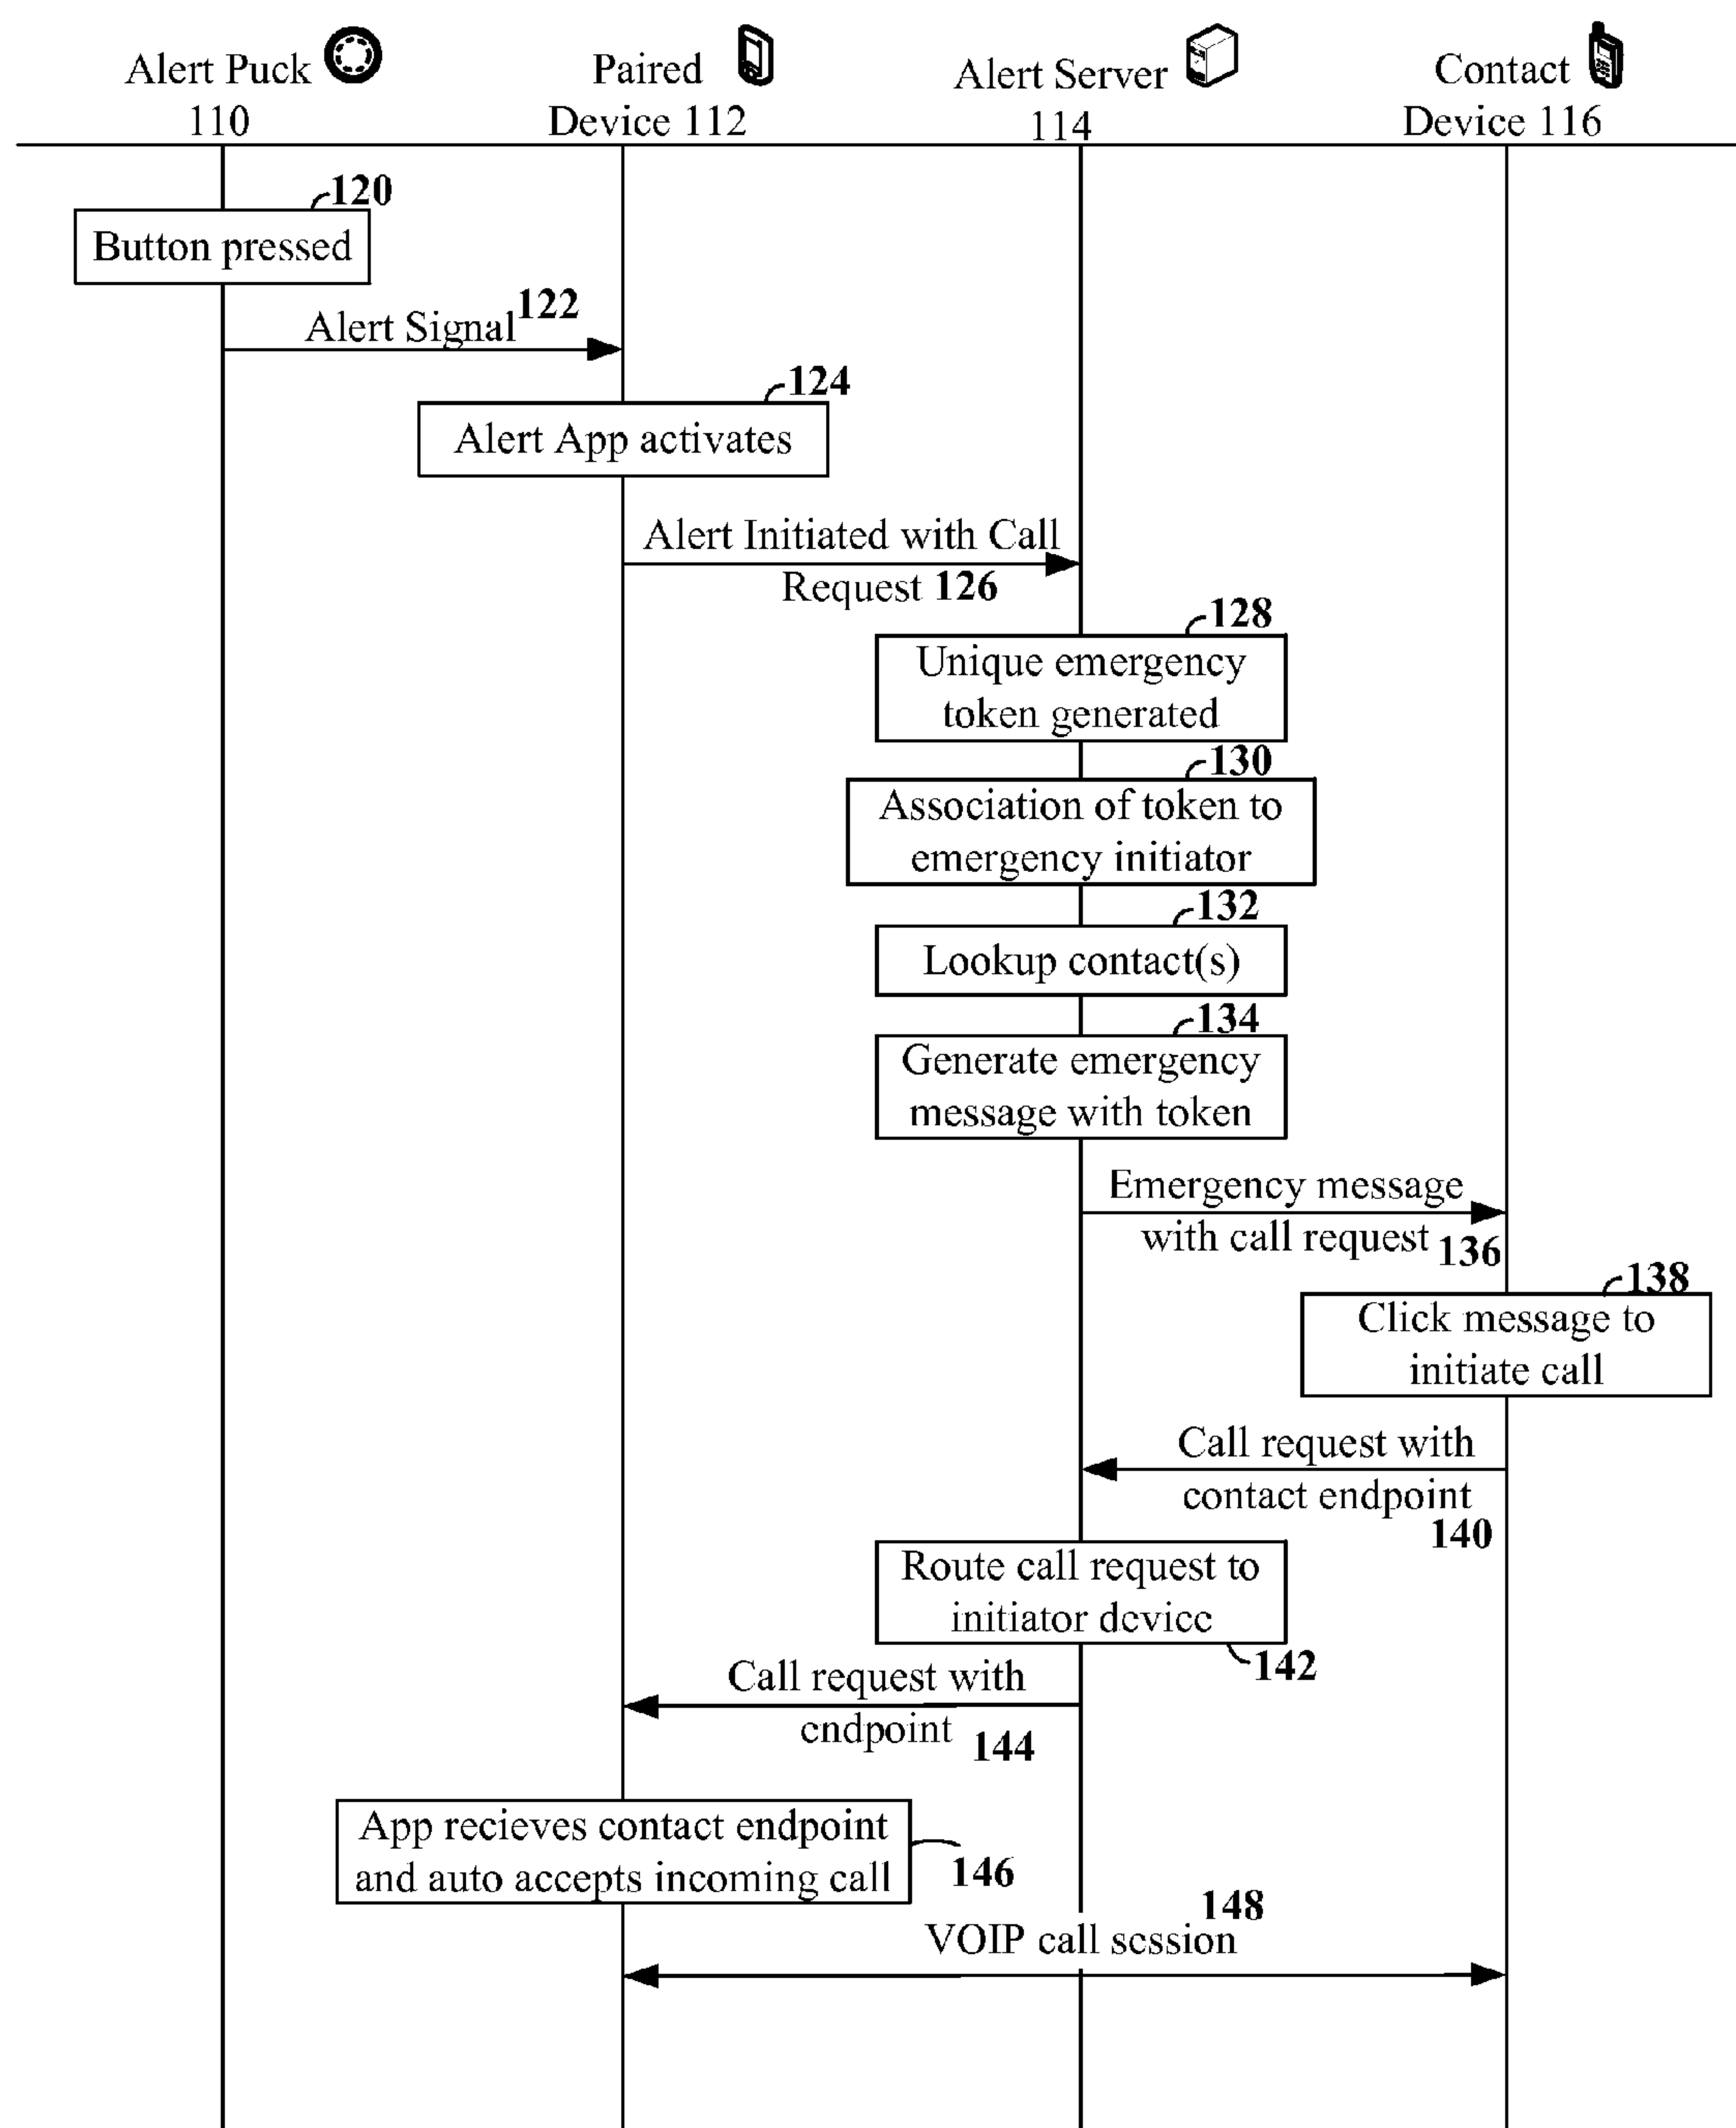 Alert Puck
110
Paired
Device 112
Alert Server
114
Contact
Device 116
120
Button pressed
Alert Signal 122
124
Alert App activates
Alert Initiated with Call
Request 126
128
Unique emergency
token generated
130
Association of token to
emergency initiator
132
Lookup contact(s)
134
Generate emergency
message with token
Emergency message
with call request 136
138
Click message to
initiate call
Call request with
contact endpoint
140
Route call request to
initiator device
142
Call request with
endpoint 144
App recieves contact endpoint
and auto accepts incoming call
146
148
VOIP call session